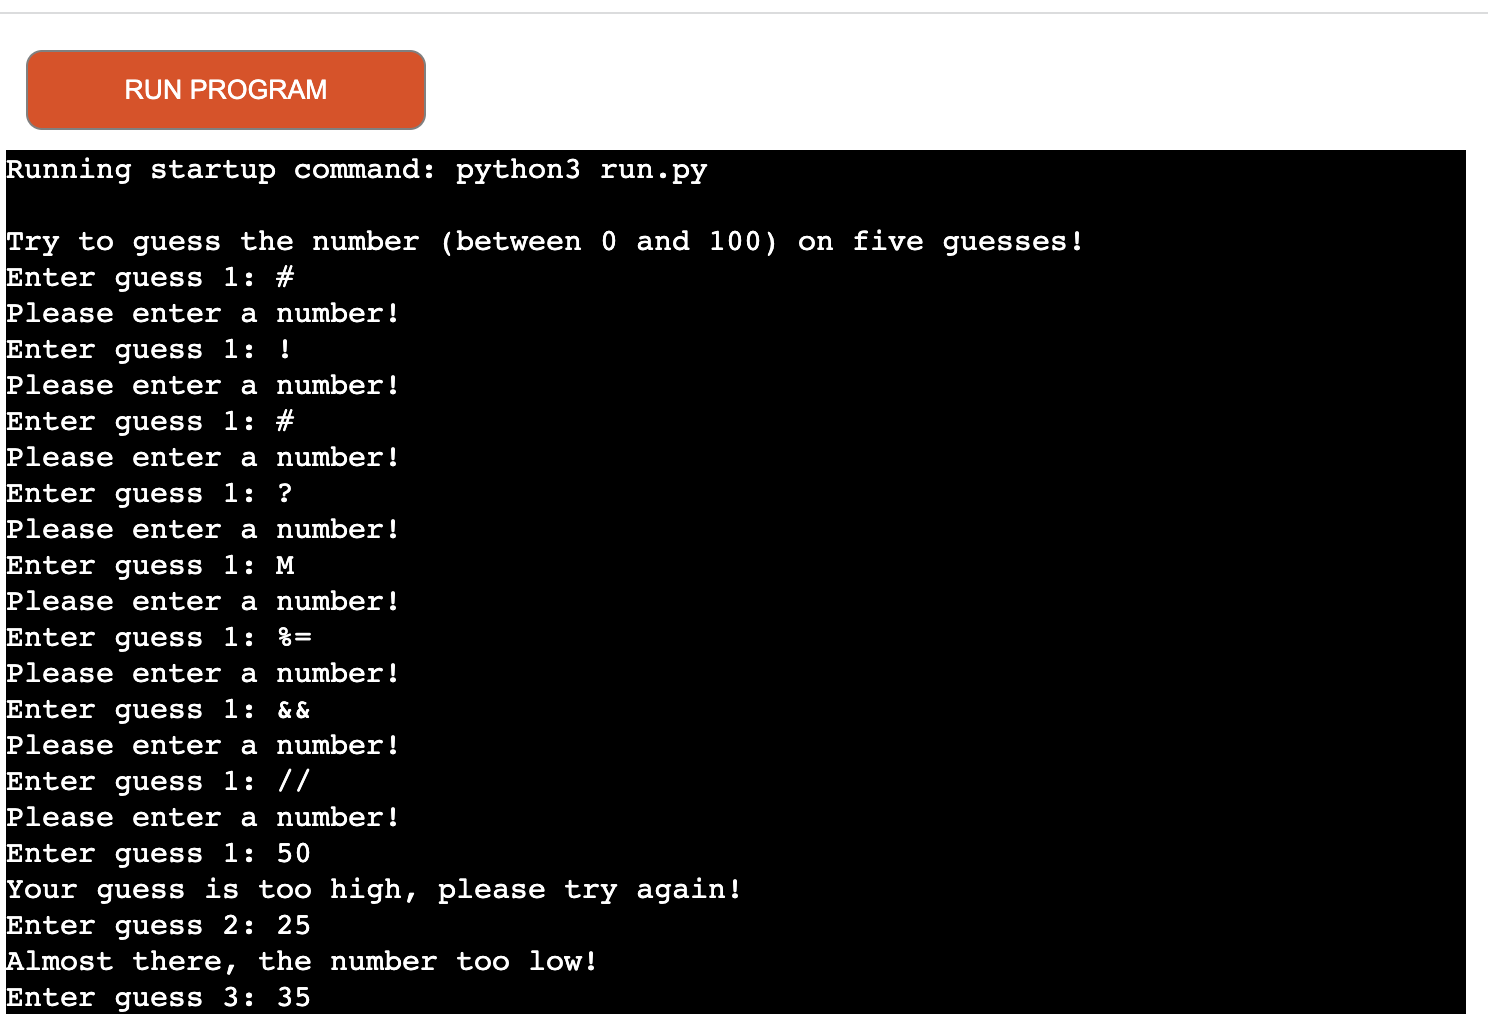 RUN PROGRAM
Running startup command: python3 run.py
Try to guess the number (between 0 and 100) on five guesses!
Enter guess 1: #
Please enter a number!
Enter guess 1: !
Please enter a number!
Enter guess 1: #
Please enter a number!
Enter guess 1: ?
Please enter a number!
Enter guess 1: M
Please enter a number!
Enter guess 1: %=
Please enter a number!
Enter guess 1: &&
Please enter a number!
Enter guess 1: //
Please enter a number!
Enter guess 1: 50
Your guess is too high, please try again!
Enter guess 2: 25
Almost there, the number too low!
Enter guess 3: 35